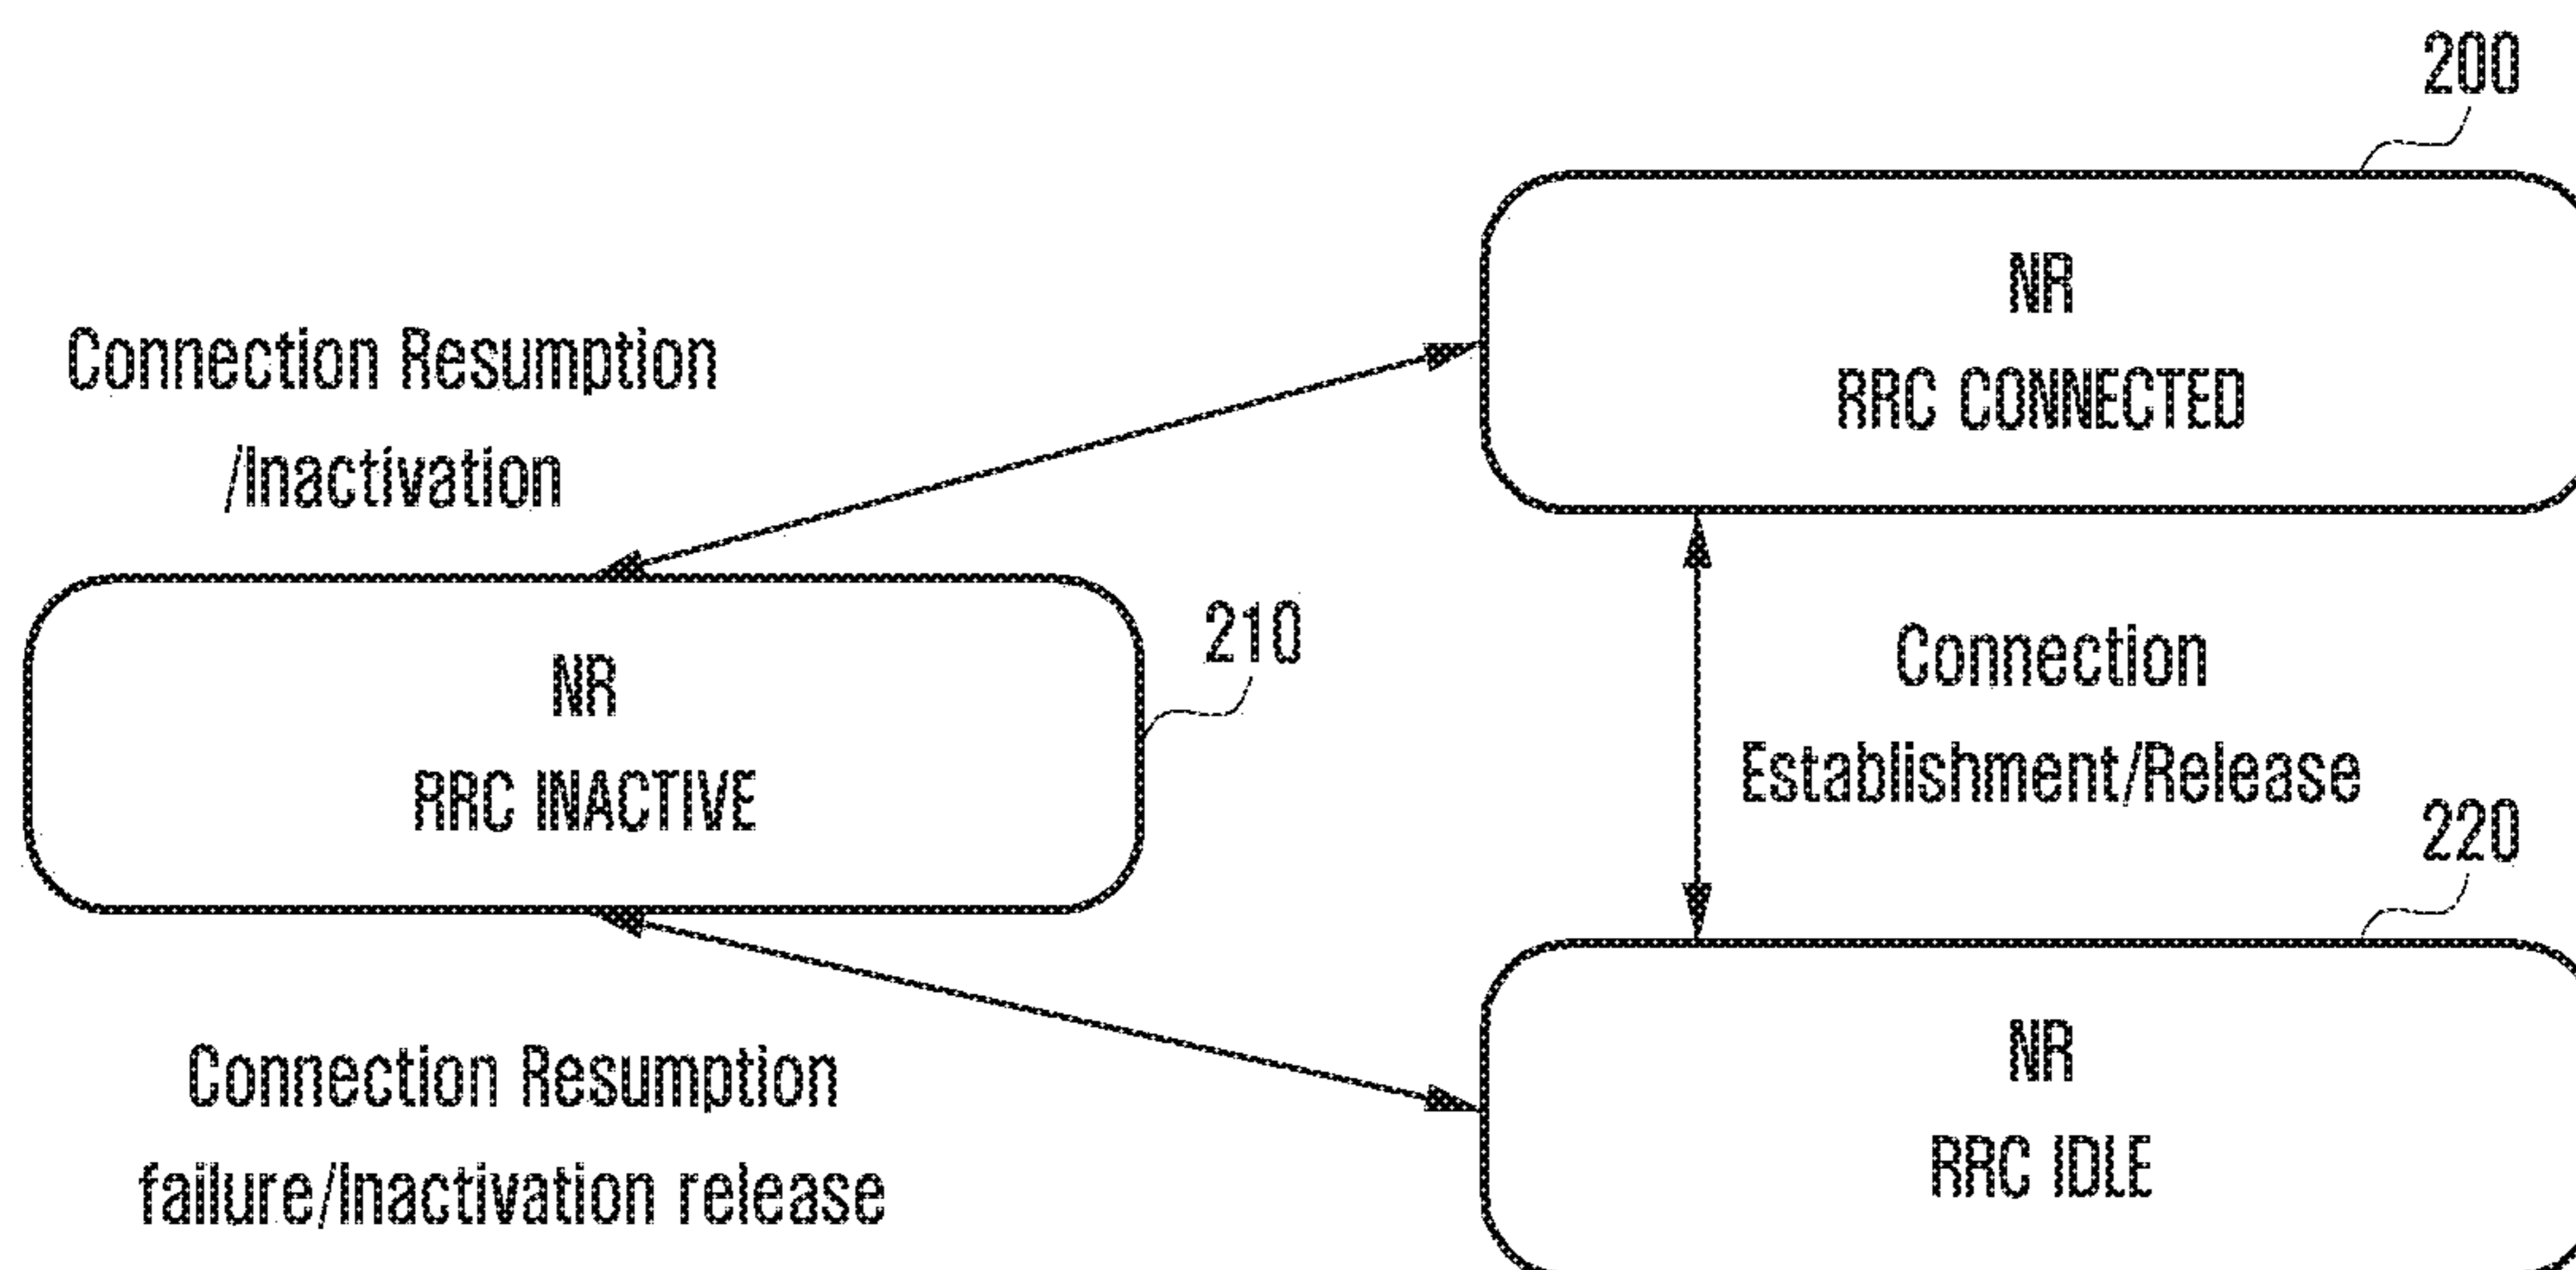 200
NR
RRC CONNECTED
Connection Resumption
/Inactivation
210
NR
RRC INACTIVE
Connection
Establishment/Release
220
NR
RRC IDLE
Connection Resumption
failure/Inactivation release